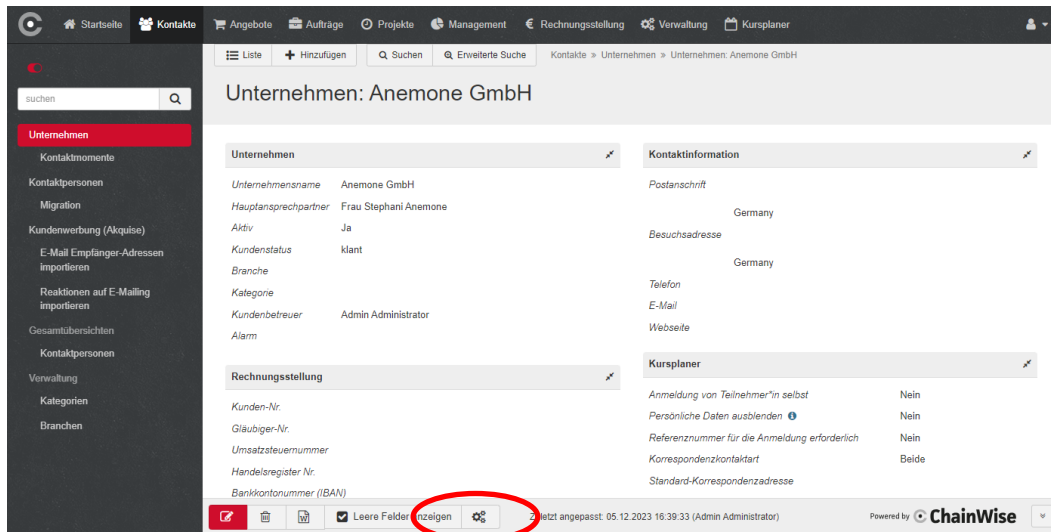 Startseite Kontakte Angebote Aufträge Projekte Management Rechnungsstellung Verwaltung Kursplaner
Liste Hinzufügen Suchen Erweiterte Suche Kontakte » Unternehmen » Unternehmen: Anemone GmbH
suchen
Unternehmen
Kontaktmomente
Kontaktpersonen
Migration
Kundenwerbung (Akquise)
E-Mail Empfänger-Adressen
importieren
Reaktionen auf E-Mailing
importieren
Gesamtübersichten
Kontaktpersonen
Verwaltung
Kategorien
Branchen
Unternehmen: Anemone GmbH
Unternehmen
Unternehmensname Anemone GmbH
Hauptansprechpartner Frau Stephani Anemone
Aktiv Ja
Kundenstatus klant
Branche
Kategorie
Kundenbetreuer Admin Administrator
Alarm
Rechnungsstellung
Kunden-Nr.
Gläubiger-Nr.
Umsatzsteuernummer
Handelsregister Nr.
Bankkontonummer (IBAN)
Kontaktinformation
Postanschrift
Germany
Besuchsadresse
Germany
Telefon
E-Mail
Webseite
Kursplaner
Anmeldung von Teilnehmer*in selbst Nein
Persönliche Daten ausblenden Nein
Referenznummer für die Anmeldung erforderlich Nein
Korrespondenzkontaktart Beide
Standard-Korrespondenzadresse
Leere Felder anzeigen Zuletzt angepasst: 05.12.2023 16:39:33 (Admin Administrator) Powered by ChainWise